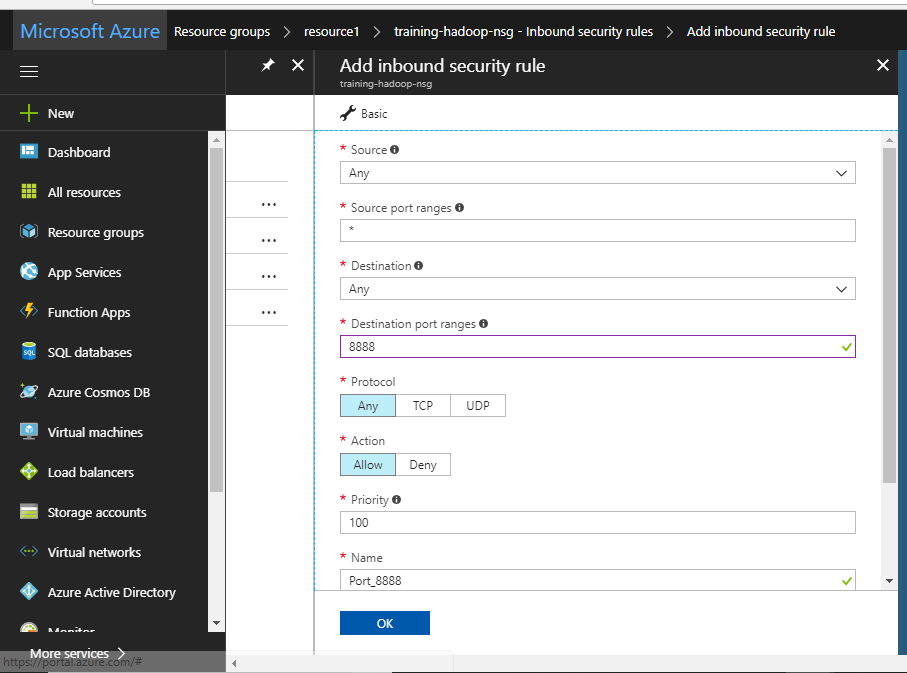 Microsoft Azure Resource groups > resource1 > training-hadoop-nsg - Inbound security rules > Add inbound security rule
Add inbound security rule
training-hadoop-nsg
Basic
New
Dashboard
All resources
Resource groups
App Services
Function Apps
SQL databases
Azure Cosmos DB
Virtual machines
Load balancers
Storage accounts
Virtual networks
Azure Active Directory
Monitor
More services >
https://portal.azure.com/#
* Source
Any
* Source port ranges
*
* Destination
Any
* Destination port ranges
8888
* Protocol
Any TCP UDP
* Action
Allow Deny
* Priority
100
* Name
Port_8888
OK